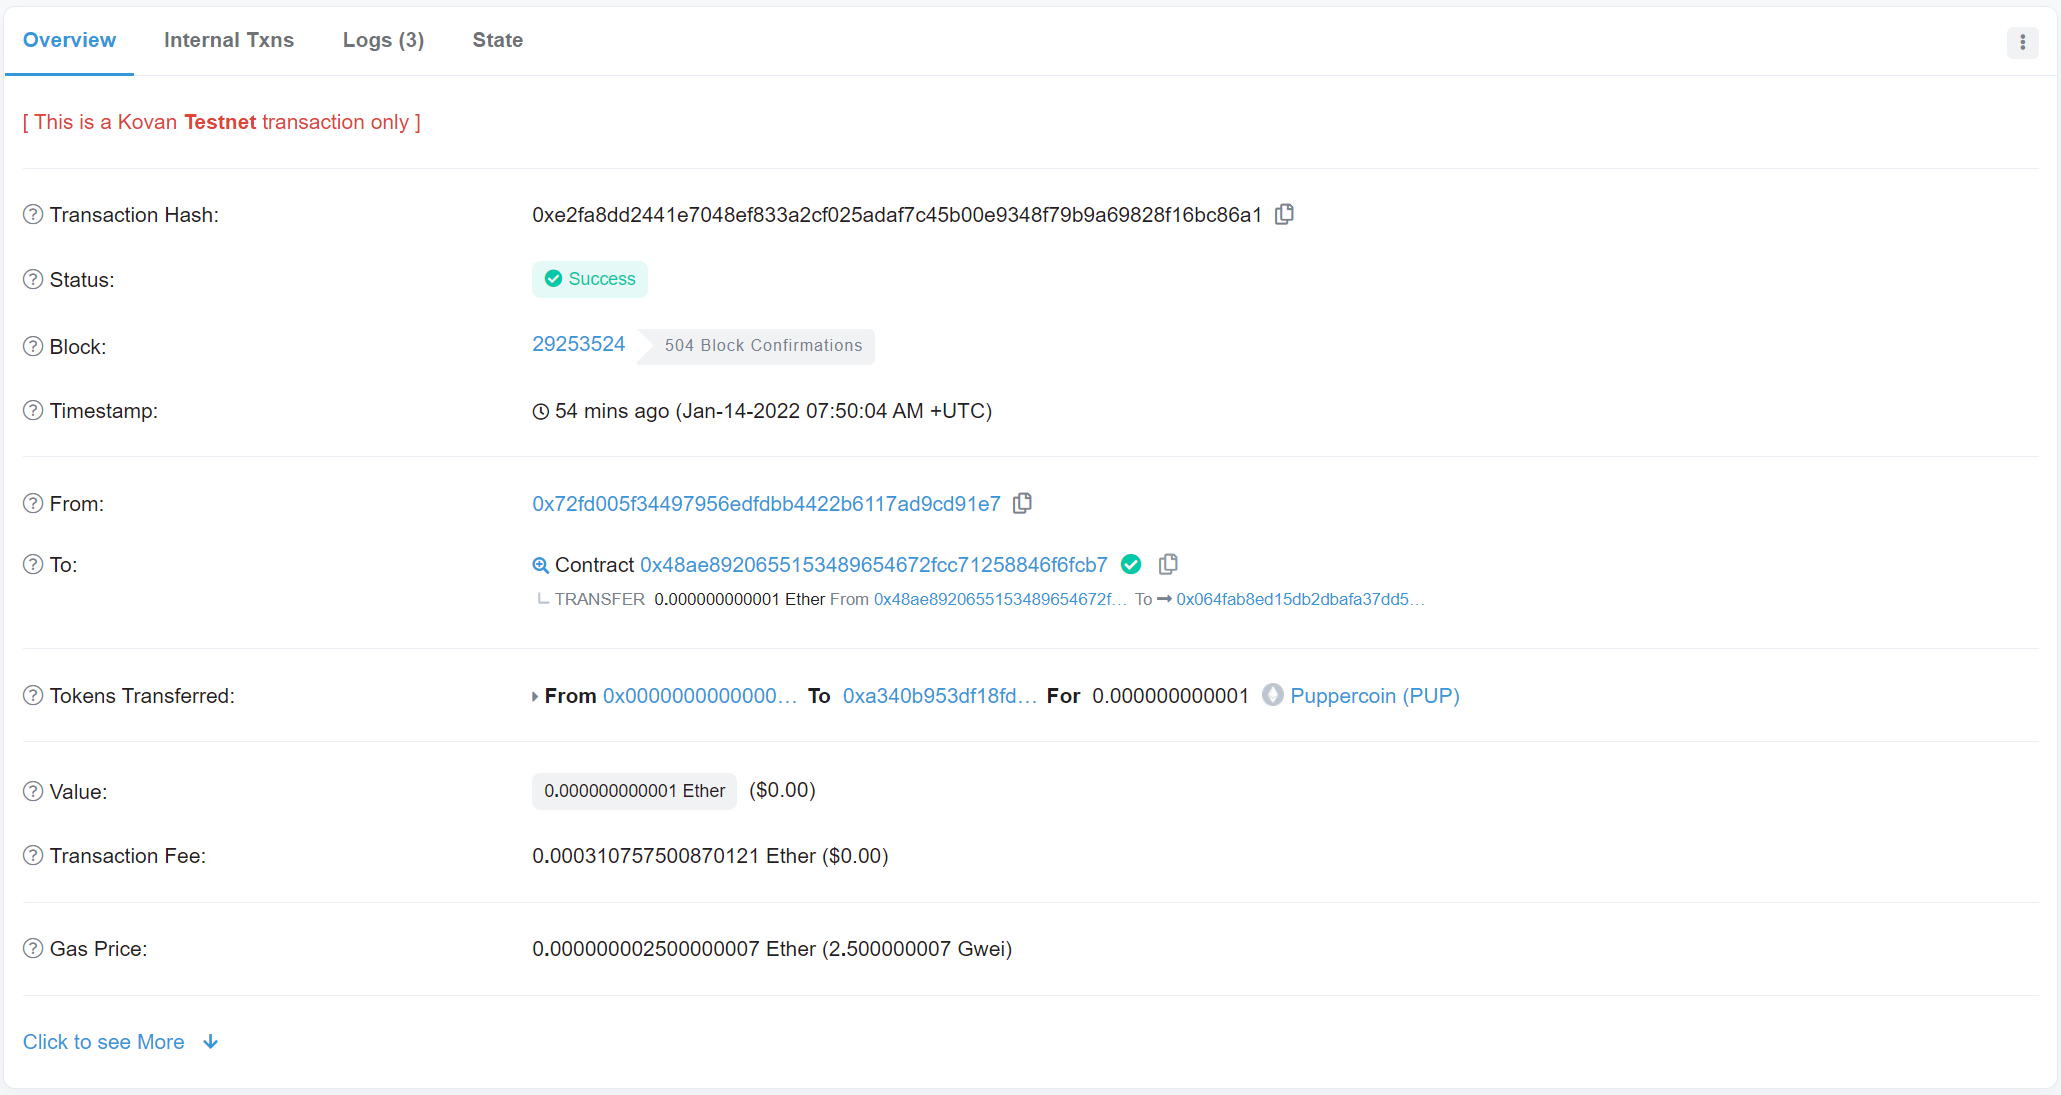 Overview Internal Txns Logs (3) State
[ This is a Kovan Testnet transaction only ]
Transaction Hash: 0xe2fa8dd2441e7048ef833a2cf025adaf7c45b00e9348f79b9a69828f16bc86a1
Status: Success
Block: 29253524 504 Block Confirmations
Timestamp: 54 mins ago (Jan-14-2022 07:50:04 AM +UTC)
From: 0x72fd005f34497956edfdbb4422b6117ad9cd91e7
To: Contract 0x48ae8920655153489654672fcc71258846f6fcb7
TRANSFER 0.000000000001 Ether From 0x48ae8920655153489654672f... To 0x064fab8ed15db2dbafa37dd5...
Tokens Transferred: From 0x0000000000000... To 0xa340b953df18fd... For 0.000000000001 Puppercoin (PUP)
Value: 0.000000000001 Ether ($0.00)
Transaction Fee: 0.000310757500870121 Ether ($0.00)
Gas Price: 0.000000002500000007 Ether (2.500000007 Gwei)
Click to see More